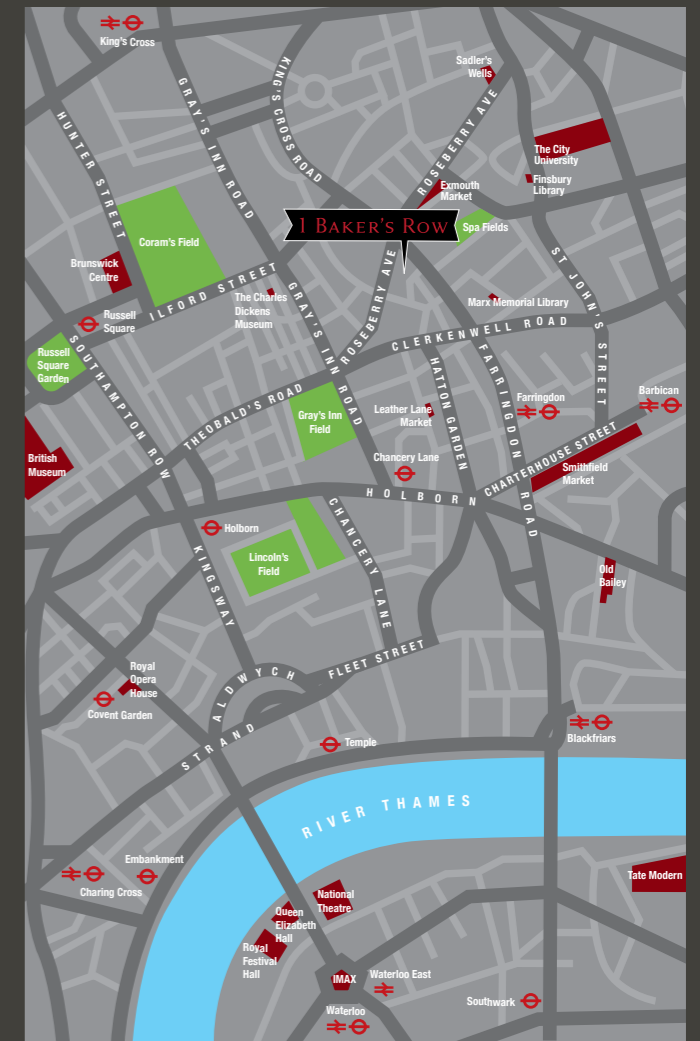 King's Cross
Sadler's
Wells
KING'S CROSS ROAD
GRAY'S INN ROAD
HUNTER STREET
ROSEBERRY AVE
The City
University
Finsbury
Library
Exmouth
Market
1 BAKER'S ROW
Spa Fields
Coram's Field
Brunswick
Centre
ILFORD STREET
The Charles
Dickens
Museum
GRAY'S INN ROAD
ROSEBERRY AVE
ST JOHN'S STREET
Marx Memorial Library
Russell
Square
CLERKENWELL ROAD
Russell
Square
Garden
SOUTHAMPTON ROW
THEOBALD'S ROAD
HATTON GARDEN
FARRINGDON ROAD
Farringdon
Barbican
Leather Lane
Market
Gray's Inn
Field
British
Museum
Chancery Lane
CHARTERHOUSE STREET
Smithfield
Market
HOLBORN
Holborn
CHANCERY LANE
KINGSWAY
Lincoln's
Field
Old
Bailey
FLEET STREET
Royal
Opera
House
ALDWYCH
Covent Garden
STRAND
Temple
Blackfriars
RIVER THAMES
Embankment
Charing Cross
Tate Modern
National
Theatre
Queen
Elizabeth
Hall
Royal
Festival
Hall
IMAX
Waterloo East
Waterloo
Southwark